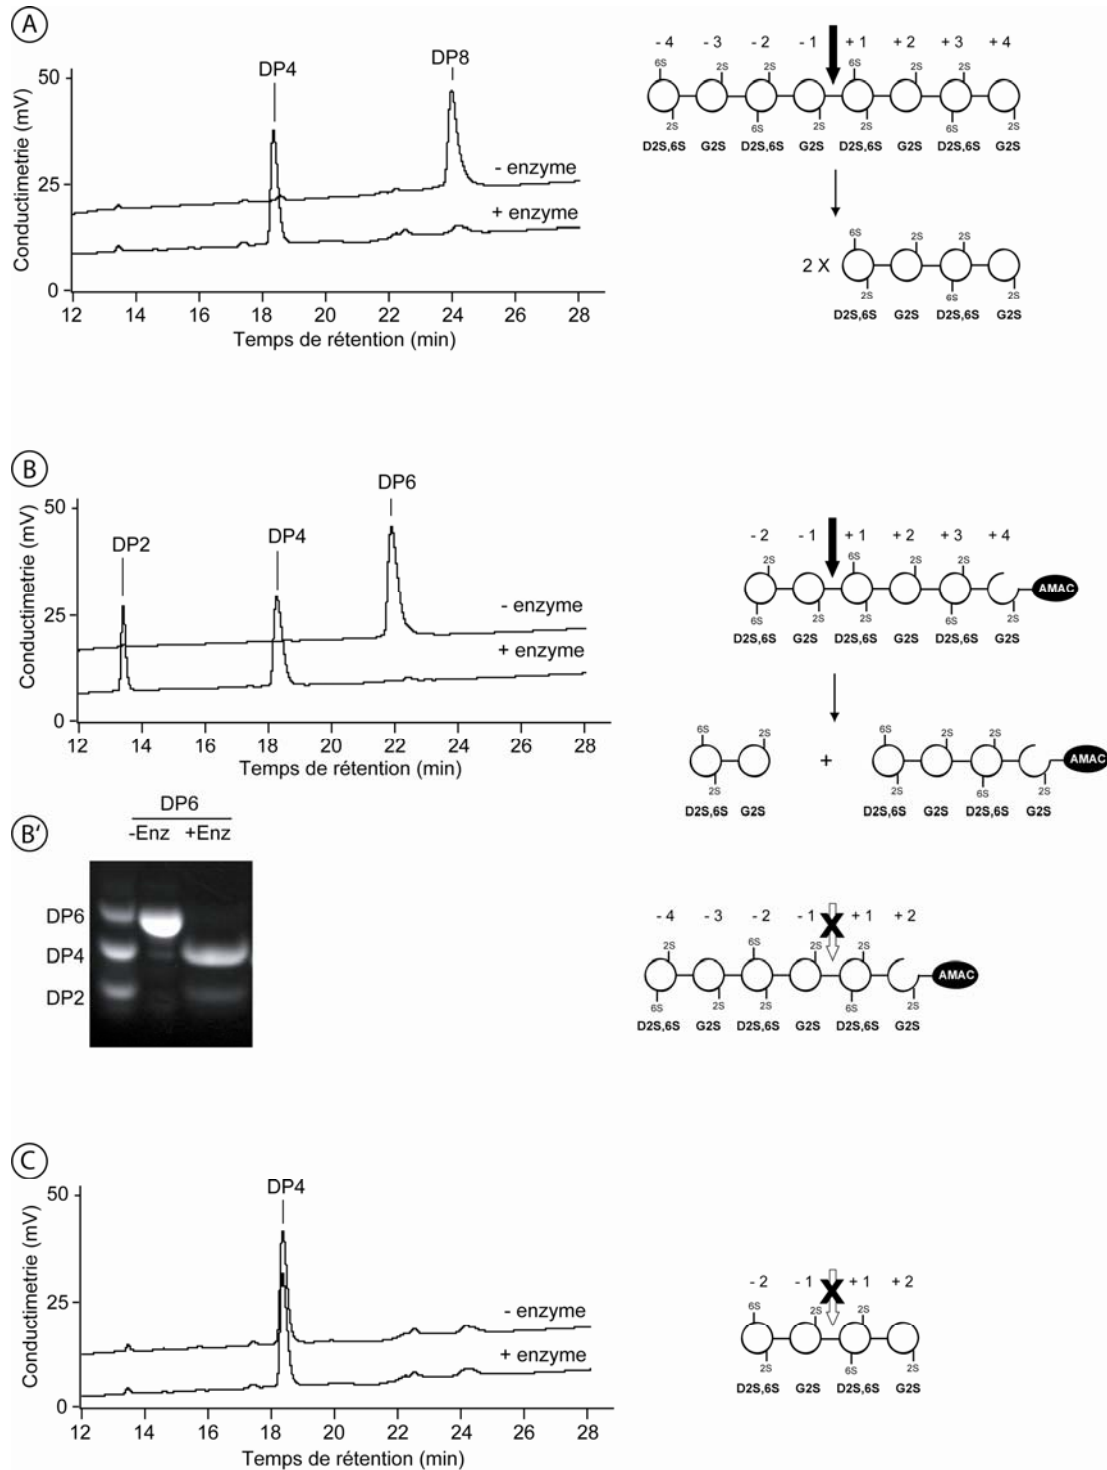 A
DP4
DP8
50
25
0
Conductimetrie (mV)
- enzyme
+ enzyme
12 14 16 18 20 22 24 26 28
Temps de rétention (min)
- 4 - 3 - 2 - 1 + 1 + 2 + 3 + 4
6S 2S 2S 6S 2S 2S
2S 6S 2S 2S 6S 2S
D2S,6S G2S D2S,6S G2S D2S,6S G2S D2S,6S G2S
6S 2S 2S
2 X
2S 6S 2S
D2S,6S G2S D2S,6S G2S
B
DP2
DP4
DP6
50
25
0
Conductimetrie (mV)
- enzyme
+ enzyme
12 14 16 18 20 22 24 26 28
Temps de rétention (min)
- 2 - 1 + 1 + 2 + 3 + 4
2S 6S 2S 2S
AMAC
6S 2S 2S 6S 2S
D2S,6S G2S D2S,6S G2S D2S,6S G2S
6S 2S 6S 2S 2S
+
AMAC
2S 2S 6S 2S
D2S,6S G2S D2S,6S G2S D2S,6S G2S
B'
DP6
-Enz +Enz
DP6
DP4
DP2
- 4 - 3 - 2 - 1 X + 1 + 2
2S 6S 2S 2S
AMAC
6S 2S 2S 6S 2S
D2S,6S G2S D2S,6S G2S D2S,6S G2S
C
DP4
50
25
0
Conductimetrie (mV)
- enzyme
+ enzyme
12 14 16 18 20 22 24 26 28
Temps de rétention (min)
- 2 - 1 X + 1 + 2
6S 2S 2S
2S 6S 2S
D2S,6S G2S D2S,6S G2S